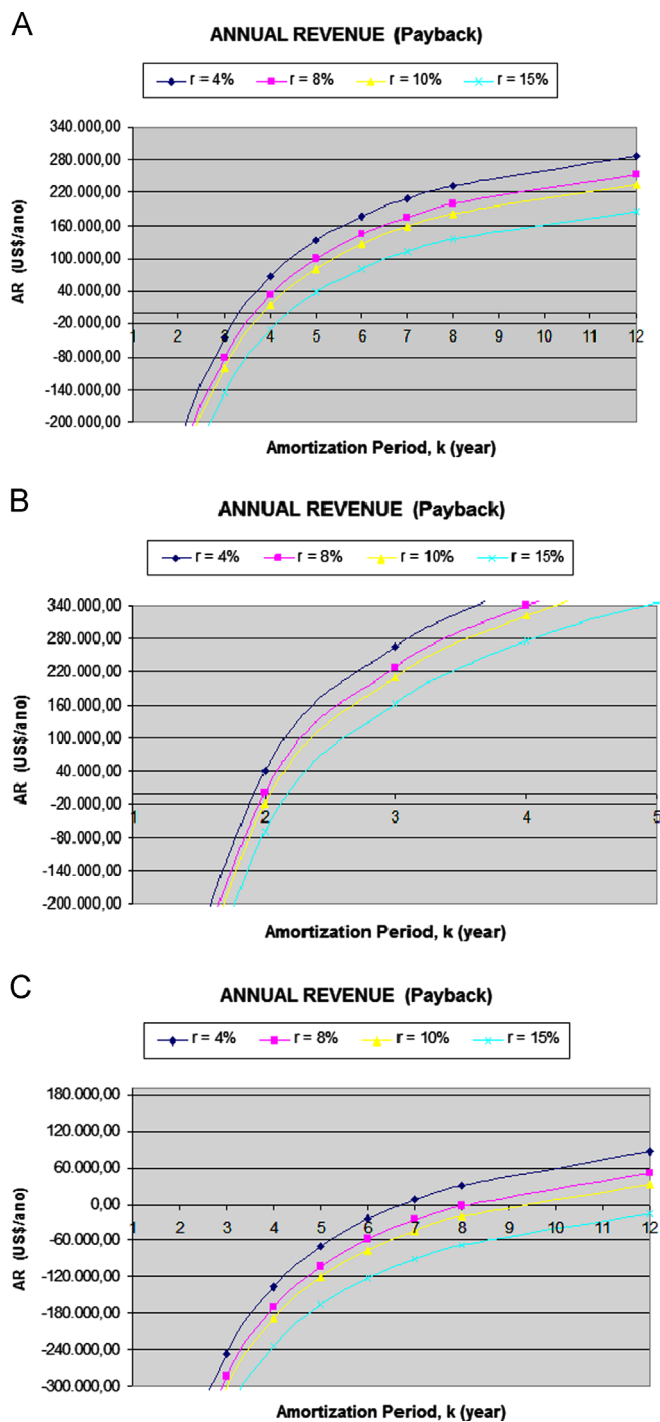 A
ANNUAL REVENUE (Payback)
r = 4% r = 8% r = 10% r = 15%
340.000,00
280.000,00
220.000,00
160.000,00
100.000,00
40.000,00
-20.000,00
-80.000,00
-140.000,00
-200.000,00
AR (US$/ano)
1 2 3 4 5 6 7 8 9 10 11 12
Amortization Period, k (year)
B
ANNUAL REVENUE (Payback)
r = 4% r = 8% r = 10% r = 15%
340.000,00
280.000,00
220.000,00
160.000,00
100.000,00
40.000,00
-20.000,00
-80.000,00
-140.000,00
-200.000,00
AR (US$/ano)
1 2 3 4 5
Amortization Period, k (year)
C
ANNUAL REVENUE (Payback)
r = 4% r = 8% r = 10% r = 15%
180.000,00
120.000,00
60.000,00
0,00
-60.000,00
-120.000,00
-180.000,00
-240.000,00
-300.000,00
AR (US$/ano)
1 2 3 4 5 6 7 8 9 10 11 12
Amortization Period, k (year)